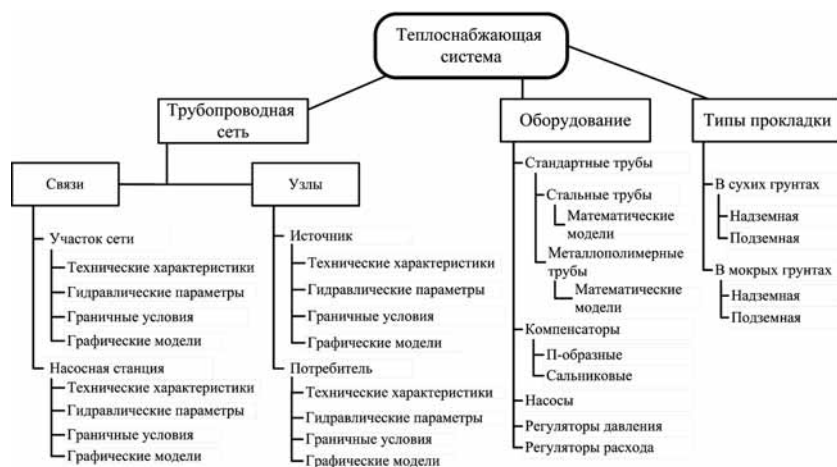 Теплоснабжающая
система
Трубопроводная
сеть
Оборудование
Типы прокладки
Связи
Узлы
Участок сети
Технические характеристики
Гидравлические параметры
Граничные условия
Графические модели
Насосная станция
Технические характеристики
Гидравлические параметры
Граничные условия
Графические модели
Источник
Технические характеристики
Гидравлические параметры
Граничные условия
Графические модели
Потребитель
Технические характеристики
Гидравлические параметры
Граничные условия
Графические модели
Стандартные трубы
Стальные трубы
Математические
модели
Металлополимерные
трубы
Математические
модели
Компенсаторы
П-образные
Сальниковые
Насосы
Регуляторы давления
Регуляторы расхода
В сухих грунтах
Надземная
Подземная
В мокрых грунтах
Надземная
Подземная